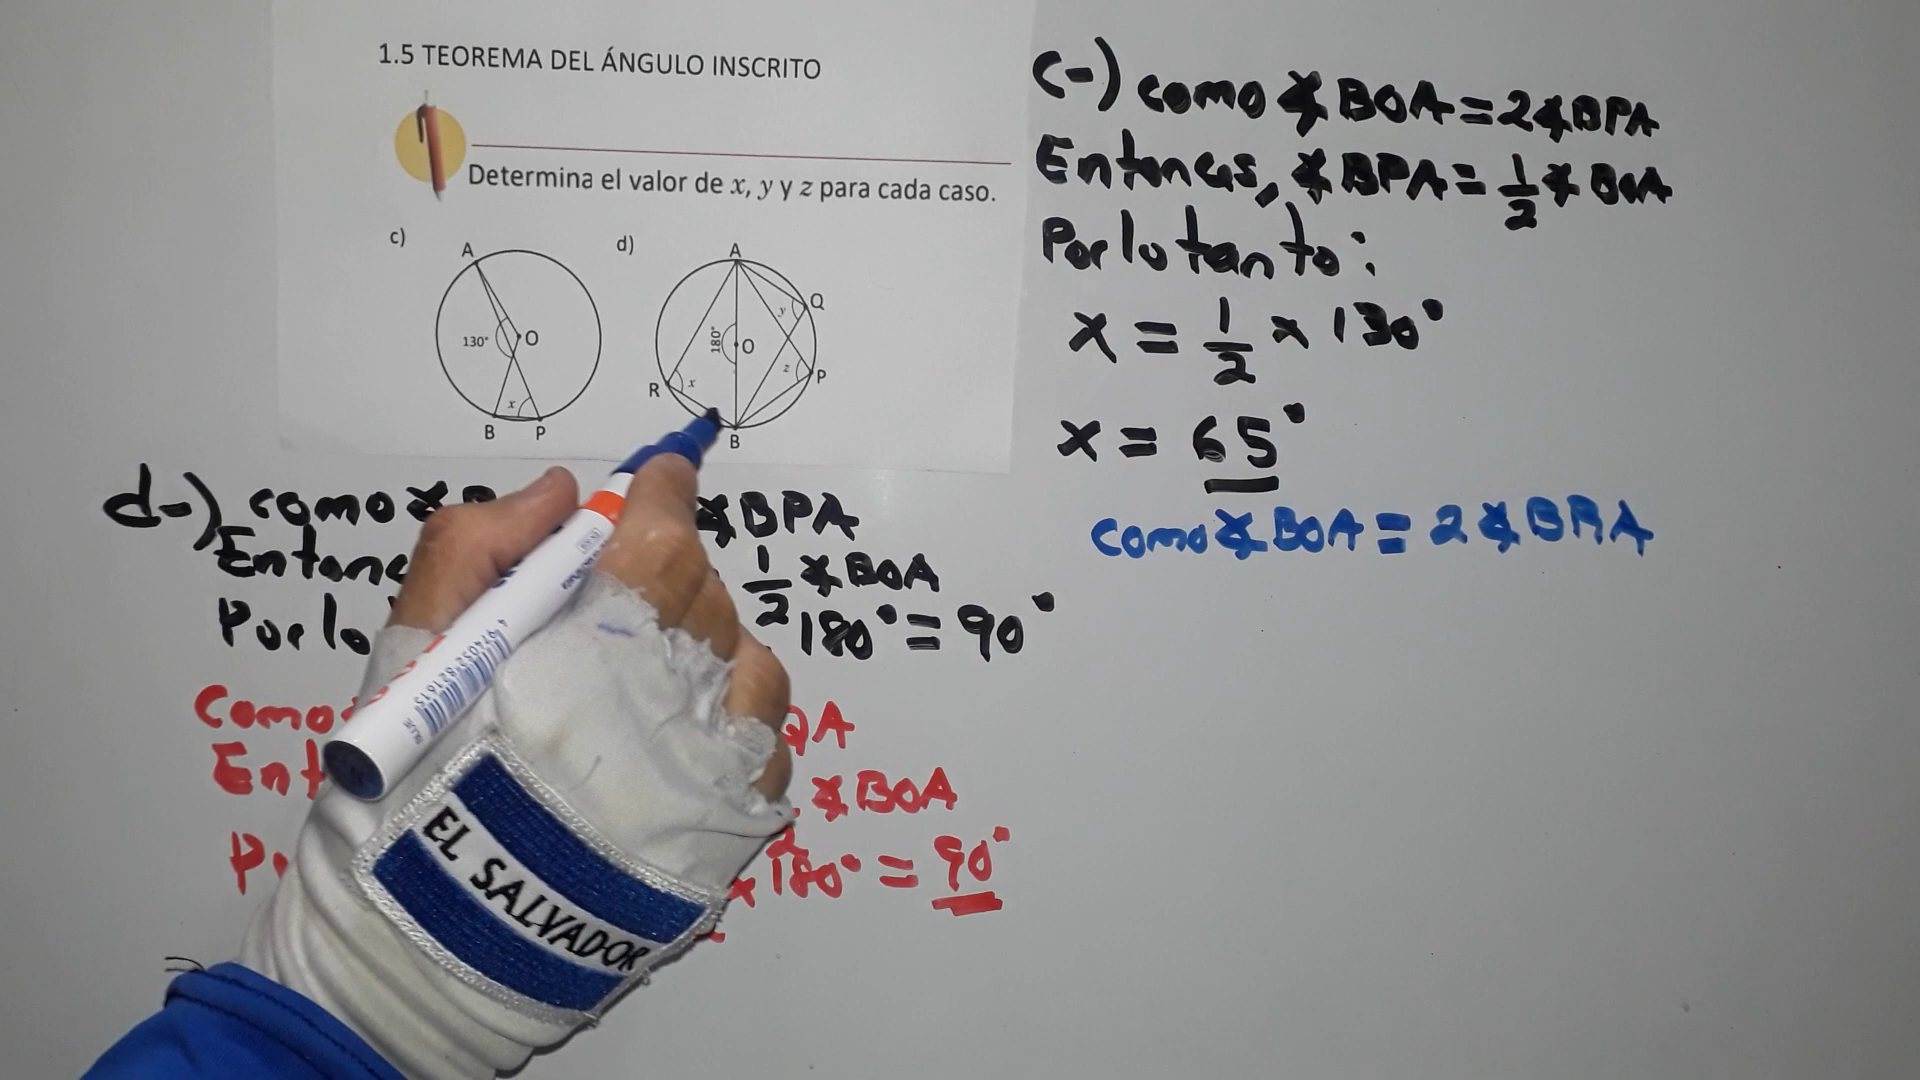 1.5 TEOREMA DEL ÁNGULO INSCRITO
Determina el valor de x, y y z para cada caso.
c)
A
130°
O
x
B P
d)
A
Q
y
180°
O
z
P
R
x
B
c-) como ∢BOA=2∢BPA
Entonces, ∢BPA=1/2∢BOA
Por lo tanto:
x = 1/2 x 130°
x = 65°
como∢BOA = 2∢BRA
d-) como∢ ∢BPA
Entonc 1/2∢BOA
Por lo 180°=90°
Como QA
Ent ∢BOA
x 180° = 90°
BLUE
EL SALVADOR